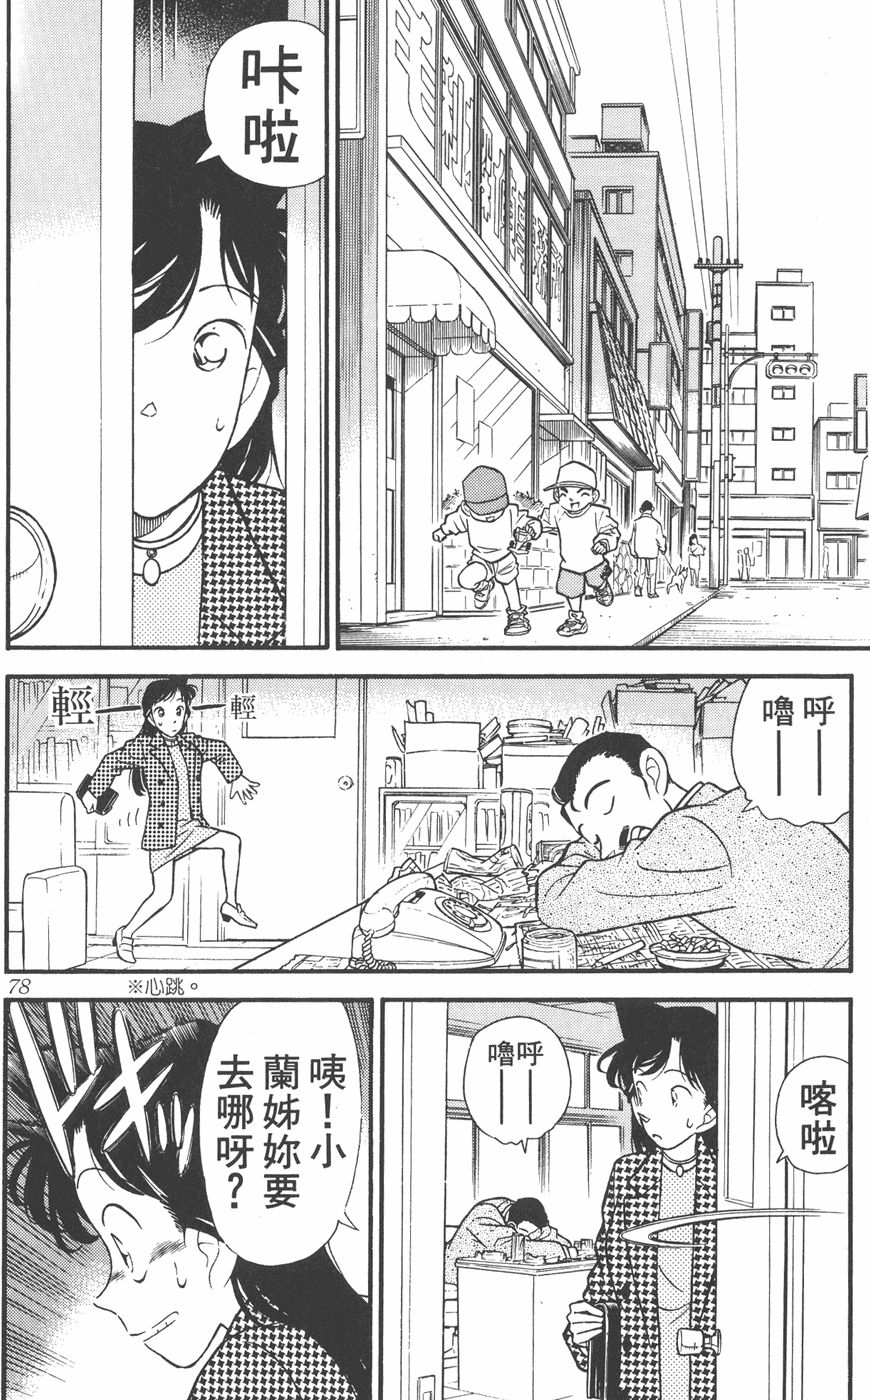 咔
啦
呼
嚕
——
輕
輕
78
※心跳。
喀
啦
呼
嚕
——
咦！小
蘭姊妳要
去哪呀？